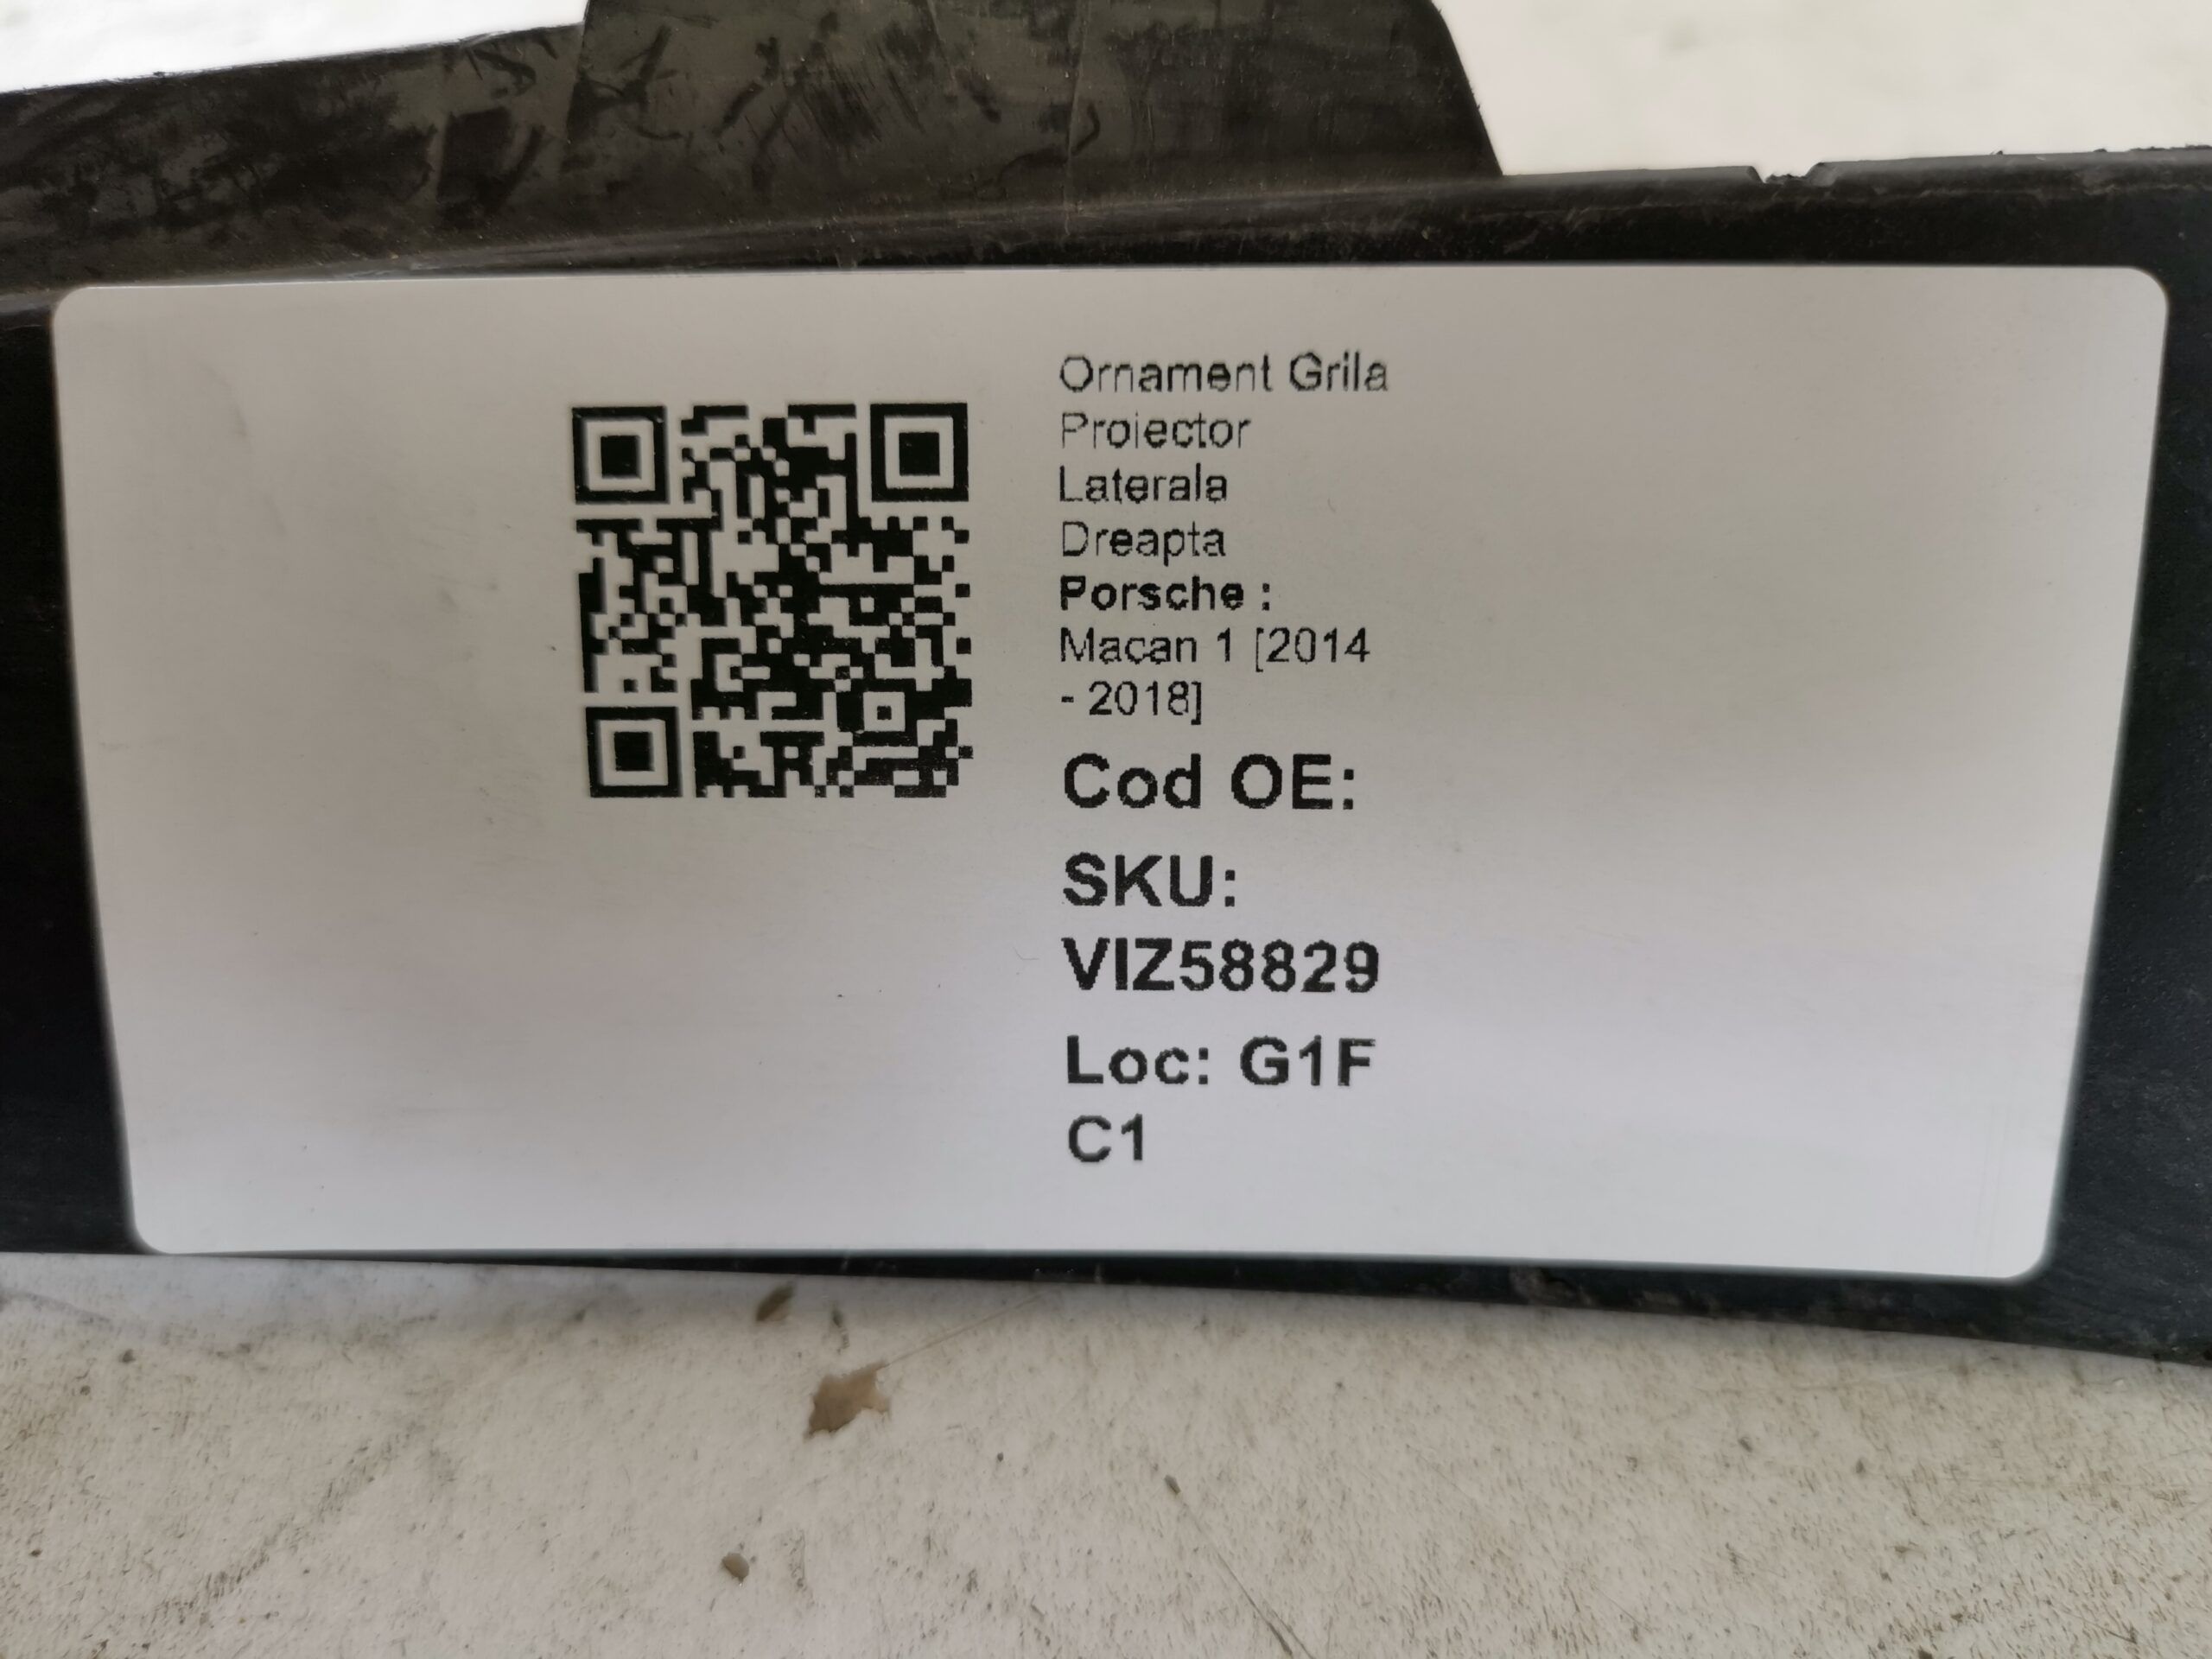 Ornament Grila
Proiector
Laterala
Dreapta
Porsche :
Macan 1 [2014
- 2018]
Cod OE:
SKU:
VIZ58829
Loc: G1F
C1